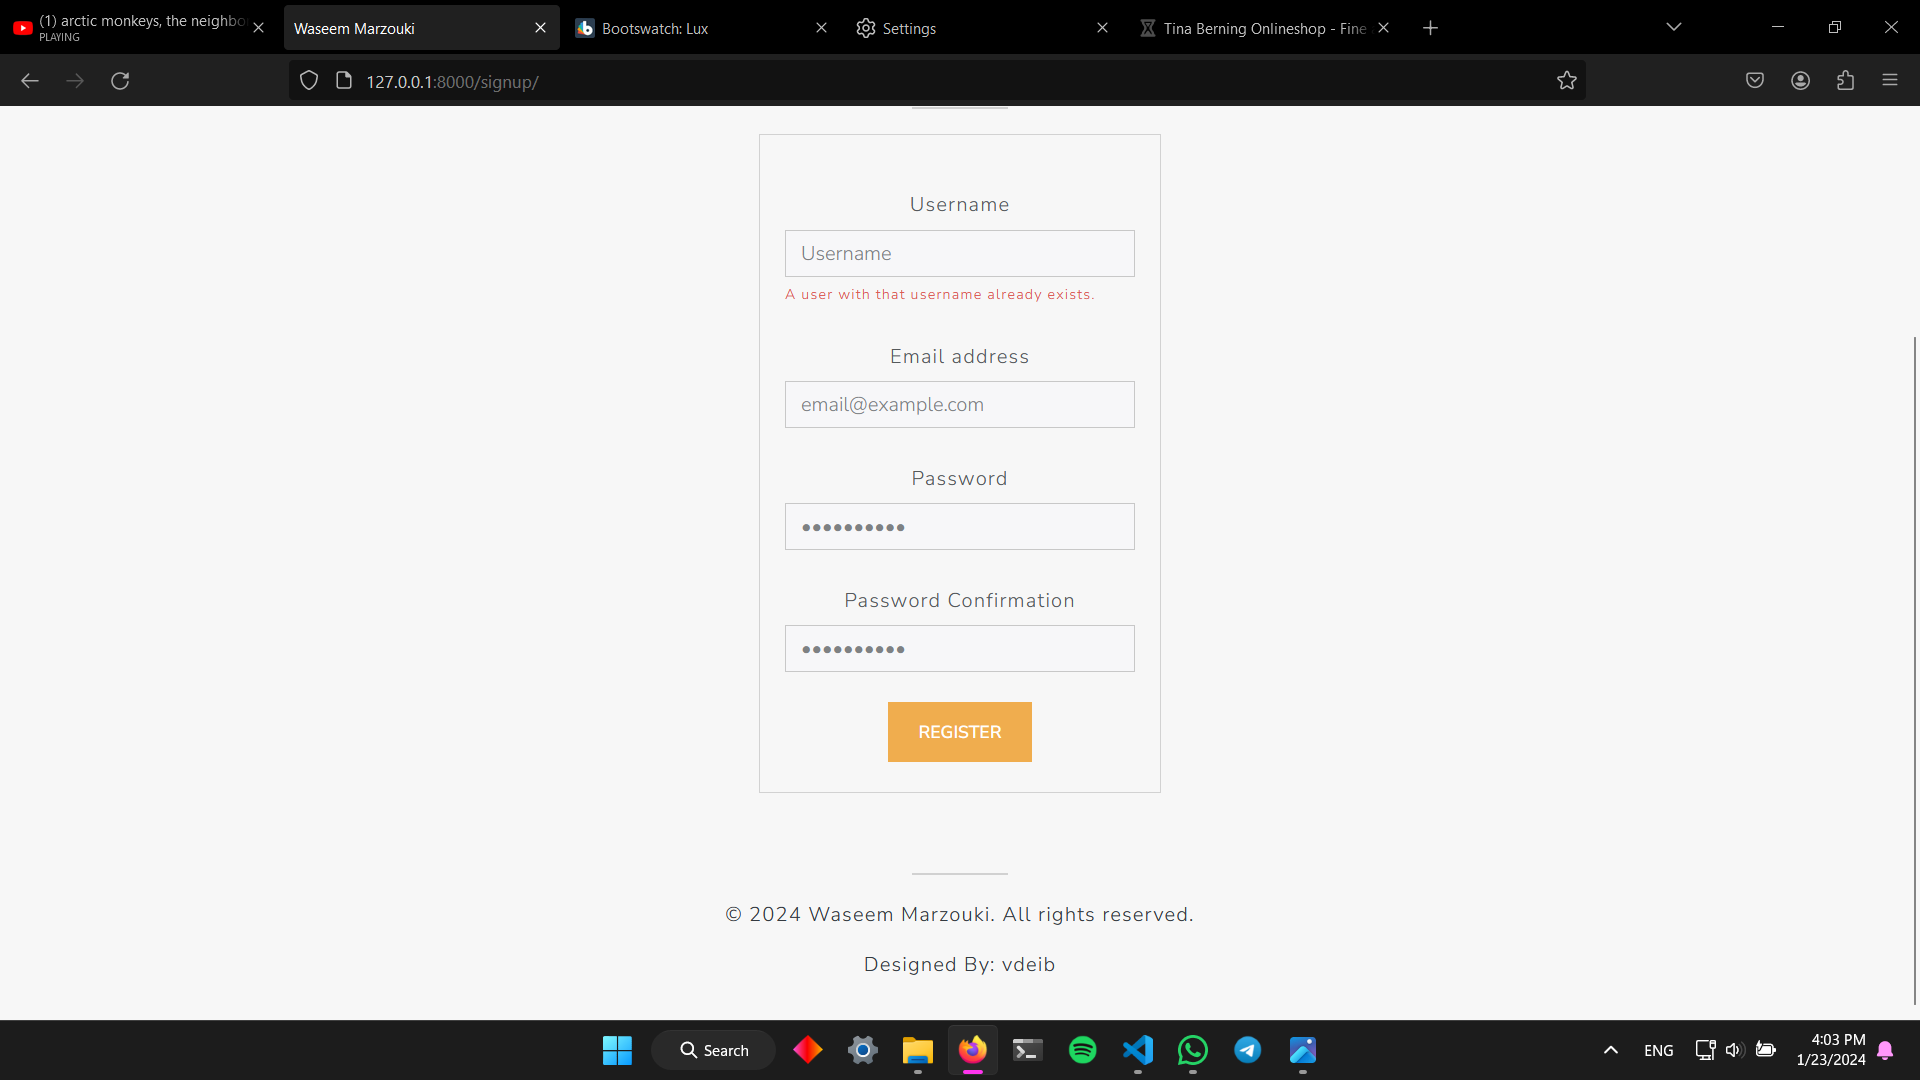 (1) arctic monkeys, the neighbo
PLAYING
Waseem Marzouki
Bootswatch: Lux
Settings
Tina Berning Onlineshop - Fine
127.0.0.1:8000/signup/
Username
Username
A user with that username already exists.
Email address
email@example.com
Password
••••••••••
Password Confirmation
••••••••••
REGISTER
© 2024 Waseem Marzouki. All rights reserved.
Designed By: vdeib
Search
ENG
4:03 PM
1/23/2024